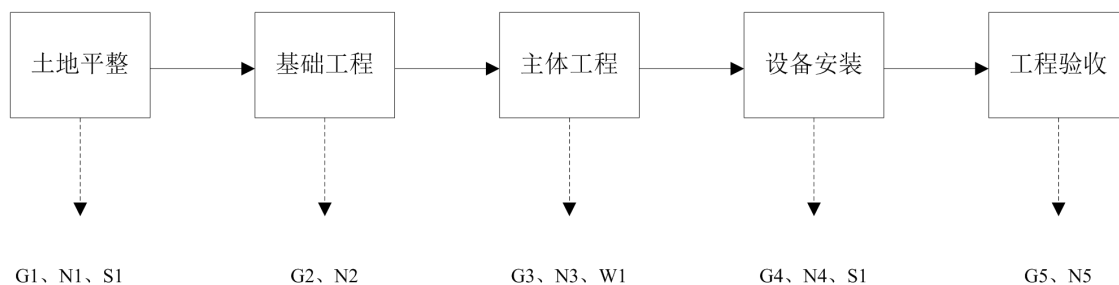 土地平整
基础工程
主体工程
设备安装
工程验收
G1、N1、S1
G2、N2
G3、N3、W1
G4、N4、S1
G5、N5